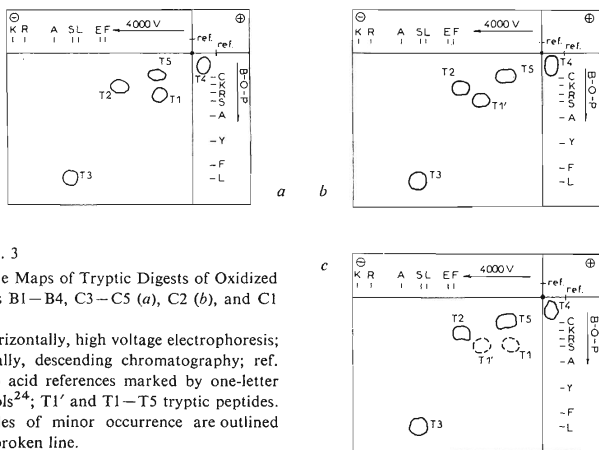 ⊖ ⊕
K R A SL EF 4000 V
ref. ref.
T5 T4
T2 T1
T3
C
K
R
S
A
Y
F
L
B-O-P
a
⊖ ⊕
K R A SL EF 4000 V
ref. ref.
T4
T2 T5
T1'
T3
C
K
R
S
A
Y
F
L
B-O-P
b
. 3
e Maps of Tryptic Digests of Oxidized
s B1—B4, C3—C5 (a), C2 (b), and C1
rizontally, high voltage electrophoresis;
ally, descending chromatography; ref.
acid references marked by one-letter
ols²⁴; T1′ and T1—T5 tryptic peptides.
es of minor occurrence are outlined
roken line.
c
⊖ ⊕
K R A SL EF 4000 V
ref. ref.
T4
T2 T5
T1' T1
T3
C
K
R
S
A
Y
F
L
B-O-P